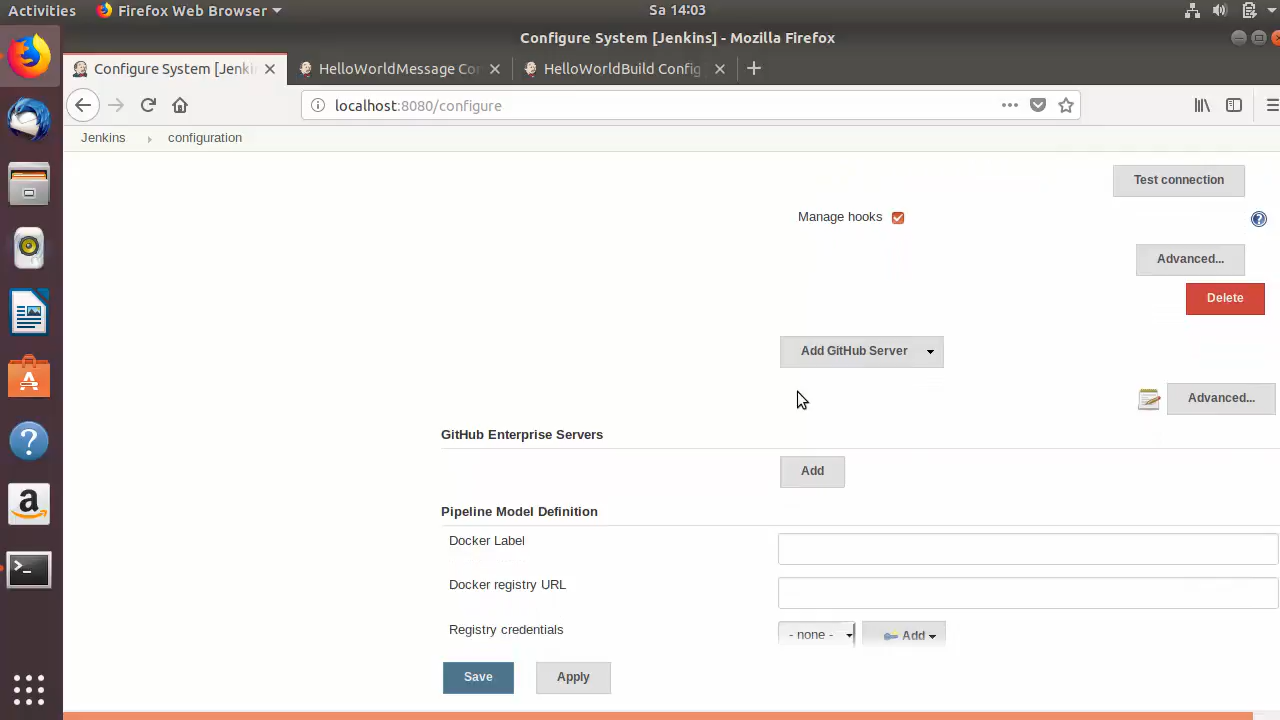 Activities Firefox Web Browser Sa 14:03
Configure System [Jenkins] - Mozilla Firefox
Configure System [Jenki HelloWorldMessage Co HelloWorldBuild Config
localhost:8080/configure
Jenkins configuration
Test connection
Manage hooks
Advanced...
Delete
Add GitHub Server
Advanced...
GitHub Enterprise Servers
Add
Pipeline Model Definition
Docker Label
Docker registry URL
Registry credentials - none - Add
Save Apply